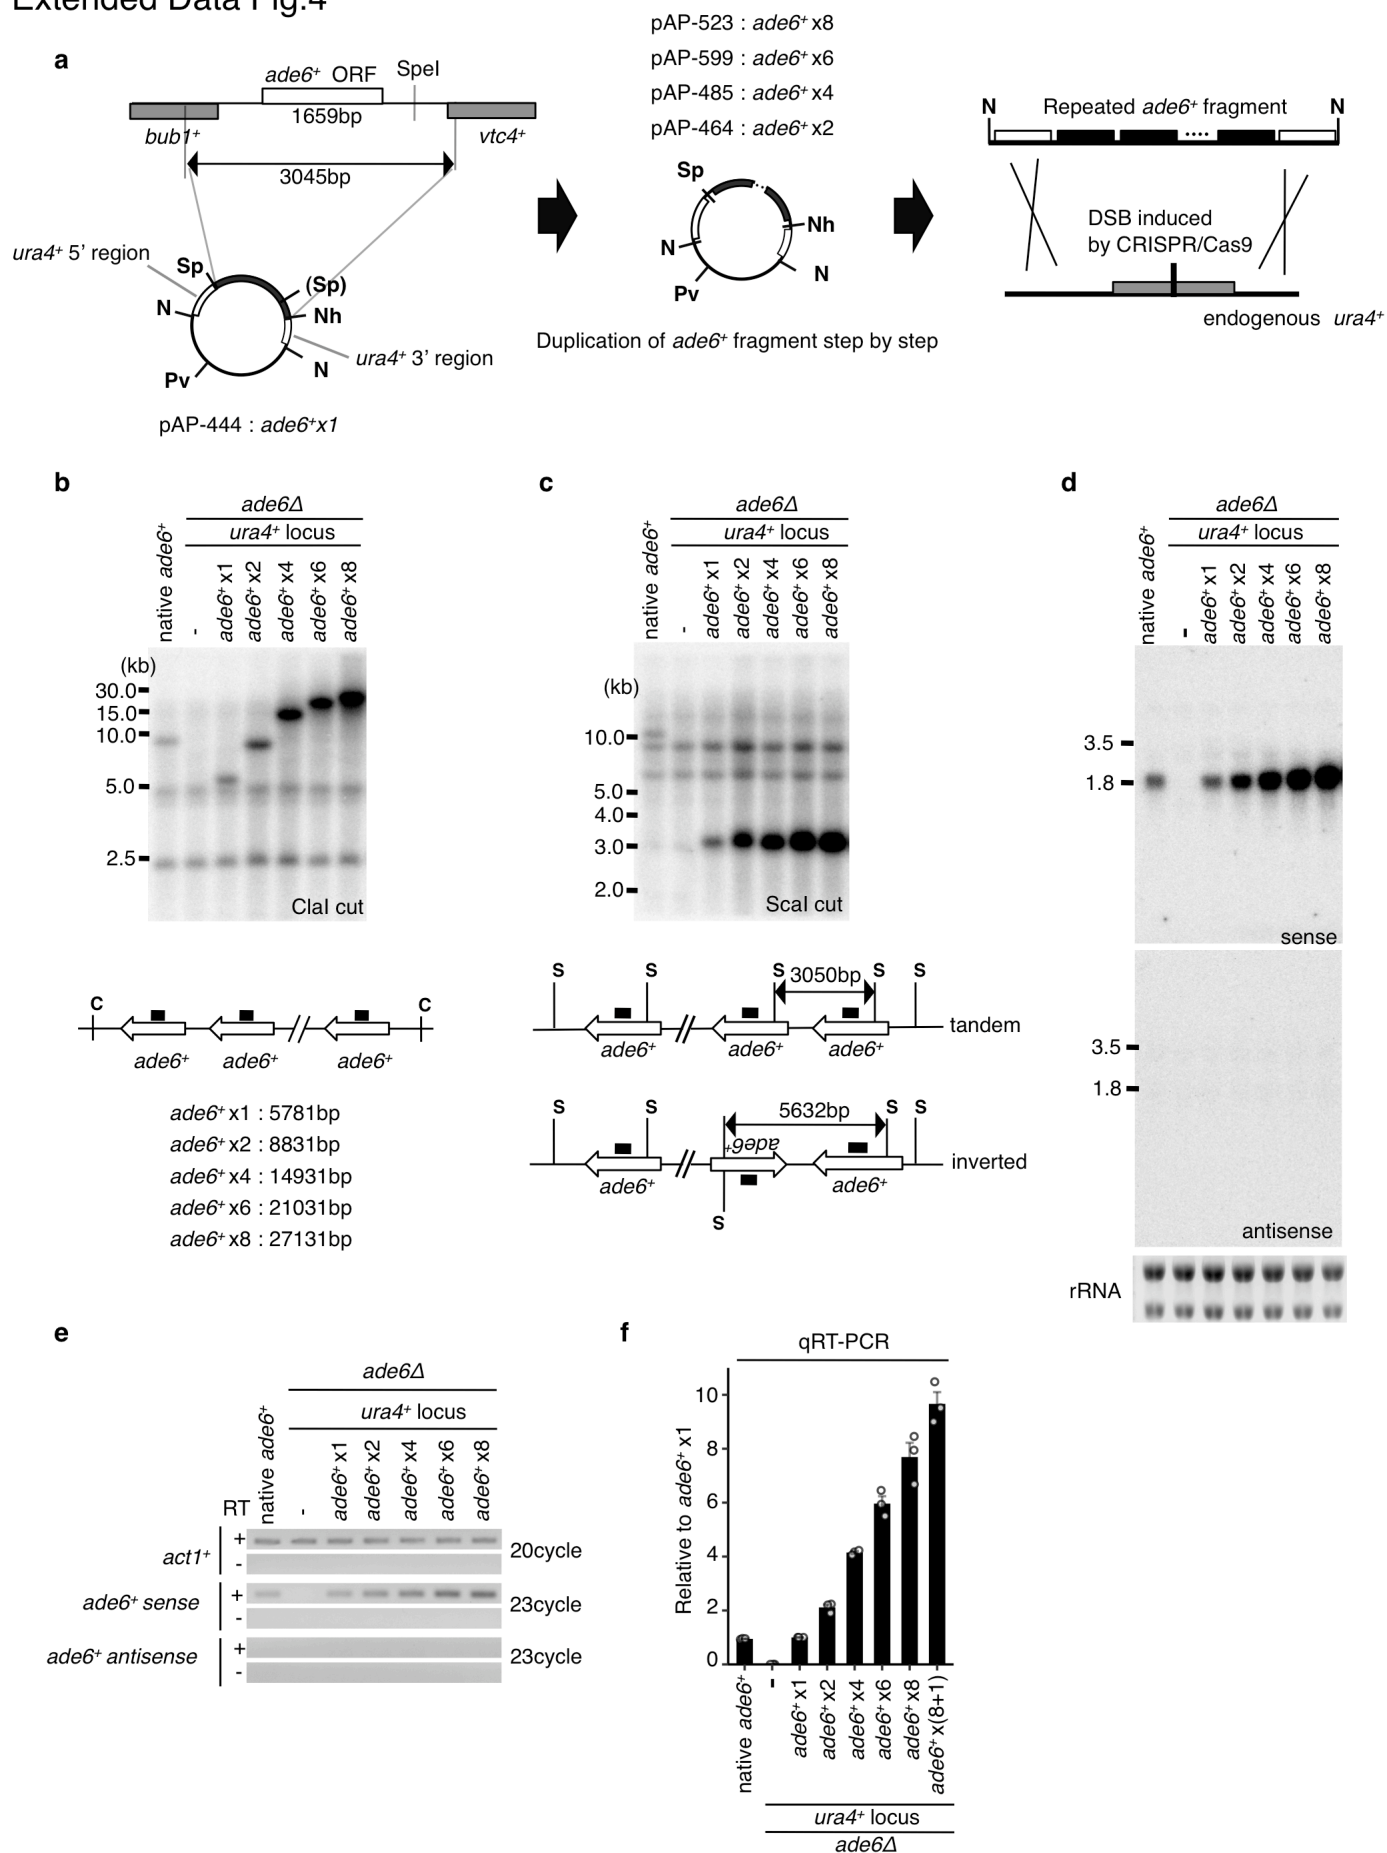 Extended Data Fig.4
a
ade6+ ORF
SpeI
1659bp
bub1+
vtc4+
3045bp
ura4+ 5’ region
Sp
(Sp)
N
Nh
Pv
N
ura4+ 3’ region
pAP-444 : ade6+x1
pAP-523 : ade6+ x8
pAP-599 : ade6+ x6
pAP-485 : ade6+ x4
pAP-464 : ade6+ x2
Sp
Nh
N
N
Pv
Duplication of ade6+ fragment step by step
N Repeated ade6+ fragment N
DSB induced
by CRISPR/Cas9
endogenous ura4+
b
ade6Δ
ura4+ locus
native ade6+
-
ade6+ x1
ade6+ x2
ade6+ x4
ade6+ x6
ade6+ x8
(kb)
30.0
15.0
10.0
5.0
2.5
ClaI cut
C C
ade6+ ade6+ ade6+
ade6+ x1 : 5781bp
ade6+ x2 : 8831bp
ade6+ x4 : 14931bp
ade6+ x6 : 21031bp
ade6+ x8 : 27131bp
c
ade6Δ
ura4+ locus
native ade6+
-
ade6+ x1
ade6+ x2
ade6+ x4
ade6+ x6
ade6+ x8
(kb)
10.0
5.0
4.0
3.0
2.0
ScaI cut
S S S 3050bp S S
tandem
ade6+ ade6+ ade6+
S S 5632bp S S
ade6+
inverted
ade6+ ade6+
S
d
ade6Δ
ura4+ locus
native ade6+
-
ade6+ x1
ade6+ x2
ade6+ x4
ade6+ x6
ade6+ x8
3.5
1.8
sense
3.5
1.8
antisense
rRNA
e
ade6Δ
ura4+ locus
RT
native ade6+
-
ade6+ x1
ade6+ x2
ade6+ x4
ade6+ x6
ade6+ x8
act1+
+
-
20cycle
ade6+ sense
+
-
23cycle
ade6+ antisense
+
-
23cycle
f
qRT-PCR
Relative to ade6+ x1
10
8
6
4
2
0
native ade6+
-
ade6+ x1
ade6+ x2
ade6+ x4
ade6+ x6
ade6+ x8
ade6+ x(8+1)
ura4+ locus
ade6Δ